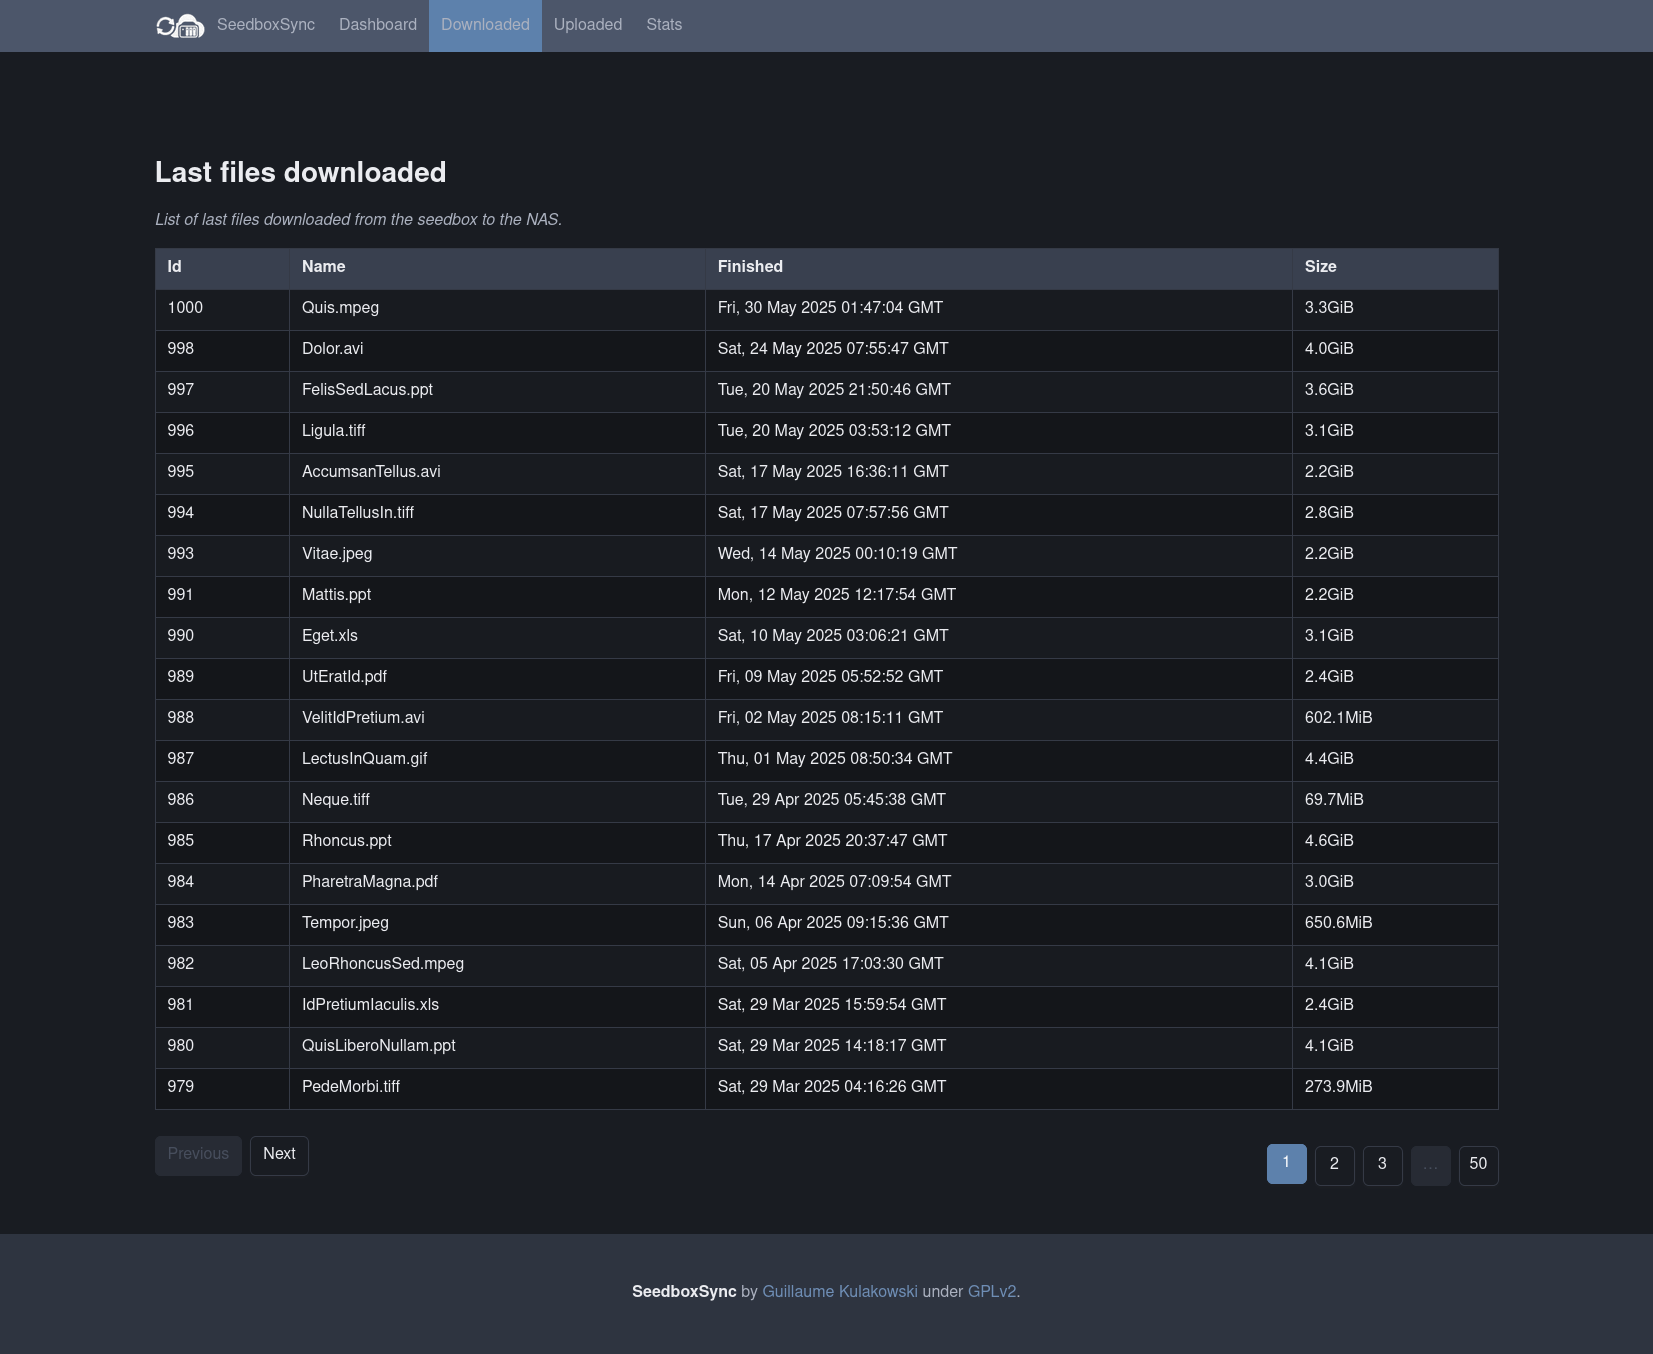 SeedboxSync Dashboard Downloaded Uploaded Stats
Last files downloaded
List of last files downloaded from the seedbox to the NAS.
Id Name Finished Size
1000 Quis.mpeg Fri, 30 May 2025 01:47:04 GMT 3.3GiB
998 Dolor.avi Sat, 24 May 2025 07:55:47 GMT 4.0GiB
997 FelisSedLacus.ppt Tue, 20 May 2025 21:50:46 GMT 3.6GiB
996 Ligula.tiff Tue, 20 May 2025 03:53:12 GMT 3.1GiB
995 AccumsanTellus.avi Sat, 17 May 2025 16:36:11 GMT 2.2GiB
994 NullaTellusIn.tiff Sat, 17 May 2025 07:57:56 GMT 2.8GiB
993 Vitae.jpeg Wed, 14 May 2025 00:10:19 GMT 2.2GiB
991 Mattis.ppt Mon, 12 May 2025 12:17:54 GMT 2.2GiB
990 Eget.xls Sat, 10 May 2025 03:06:21 GMT 3.1GiB
989 UtEratId.pdf Fri, 09 May 2025 05:52:52 GMT 2.4GiB
988 VelitIdPretium.avi Fri, 02 May 2025 08:15:11 GMT 602.1MiB
987 LectusInQuam.gif Thu, 01 May 2025 08:50:34 GMT 4.4GiB
986 Neque.tiff Tue, 29 Apr 2025 05:45:38 GMT 69.7MiB
985 Rhoncus.ppt Thu, 17 Apr 2025 20:37:47 GMT 4.6GiB
984 PharetraMagna.pdf Mon, 14 Apr 2025 07:09:54 GMT 3.0GiB
983 Tempor.jpeg Sun, 06 Apr 2025 09:15:36 GMT 650.6MiB
982 LeoRhoncusSed.mpeg Sat, 05 Apr 2025 17:03:30 GMT 4.1GiB
981 IdPretiumIaculis.xls Sat, 29 Mar 2025 15:59:54 GMT 2.4GiB
980 QuisLiberoNullam.ppt Sat, 29 Mar 2025 14:18:17 GMT 4.1GiB
979 PedeMorbi.tiff Sat, 29 Mar 2025 04:16:26 GMT 273.9MiB
Previous Next 1 2 3 … 50
SeedboxSync by Guillaume Kulakowski under GPLv2.